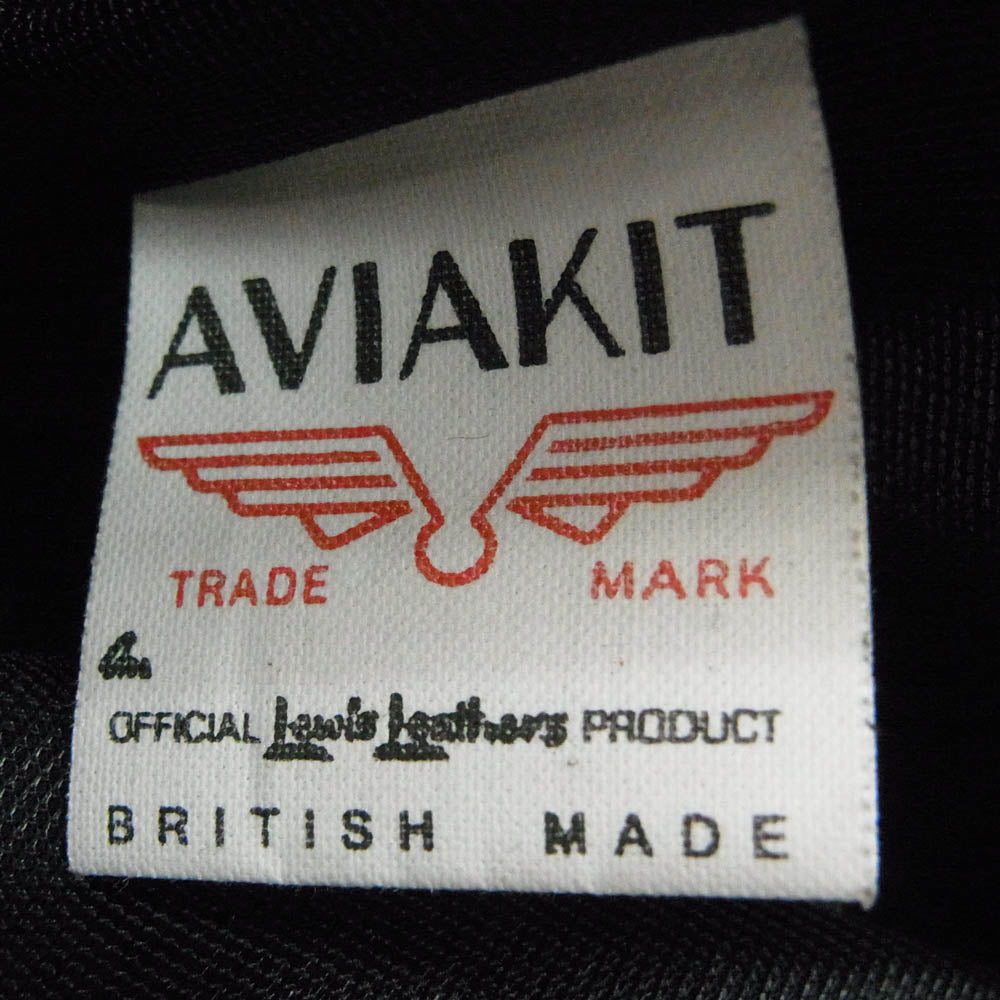 AVIAKIT
TRADE MARK
An
OFFICIAL Lewis Leathers PRODUCT
BRITISH MADE